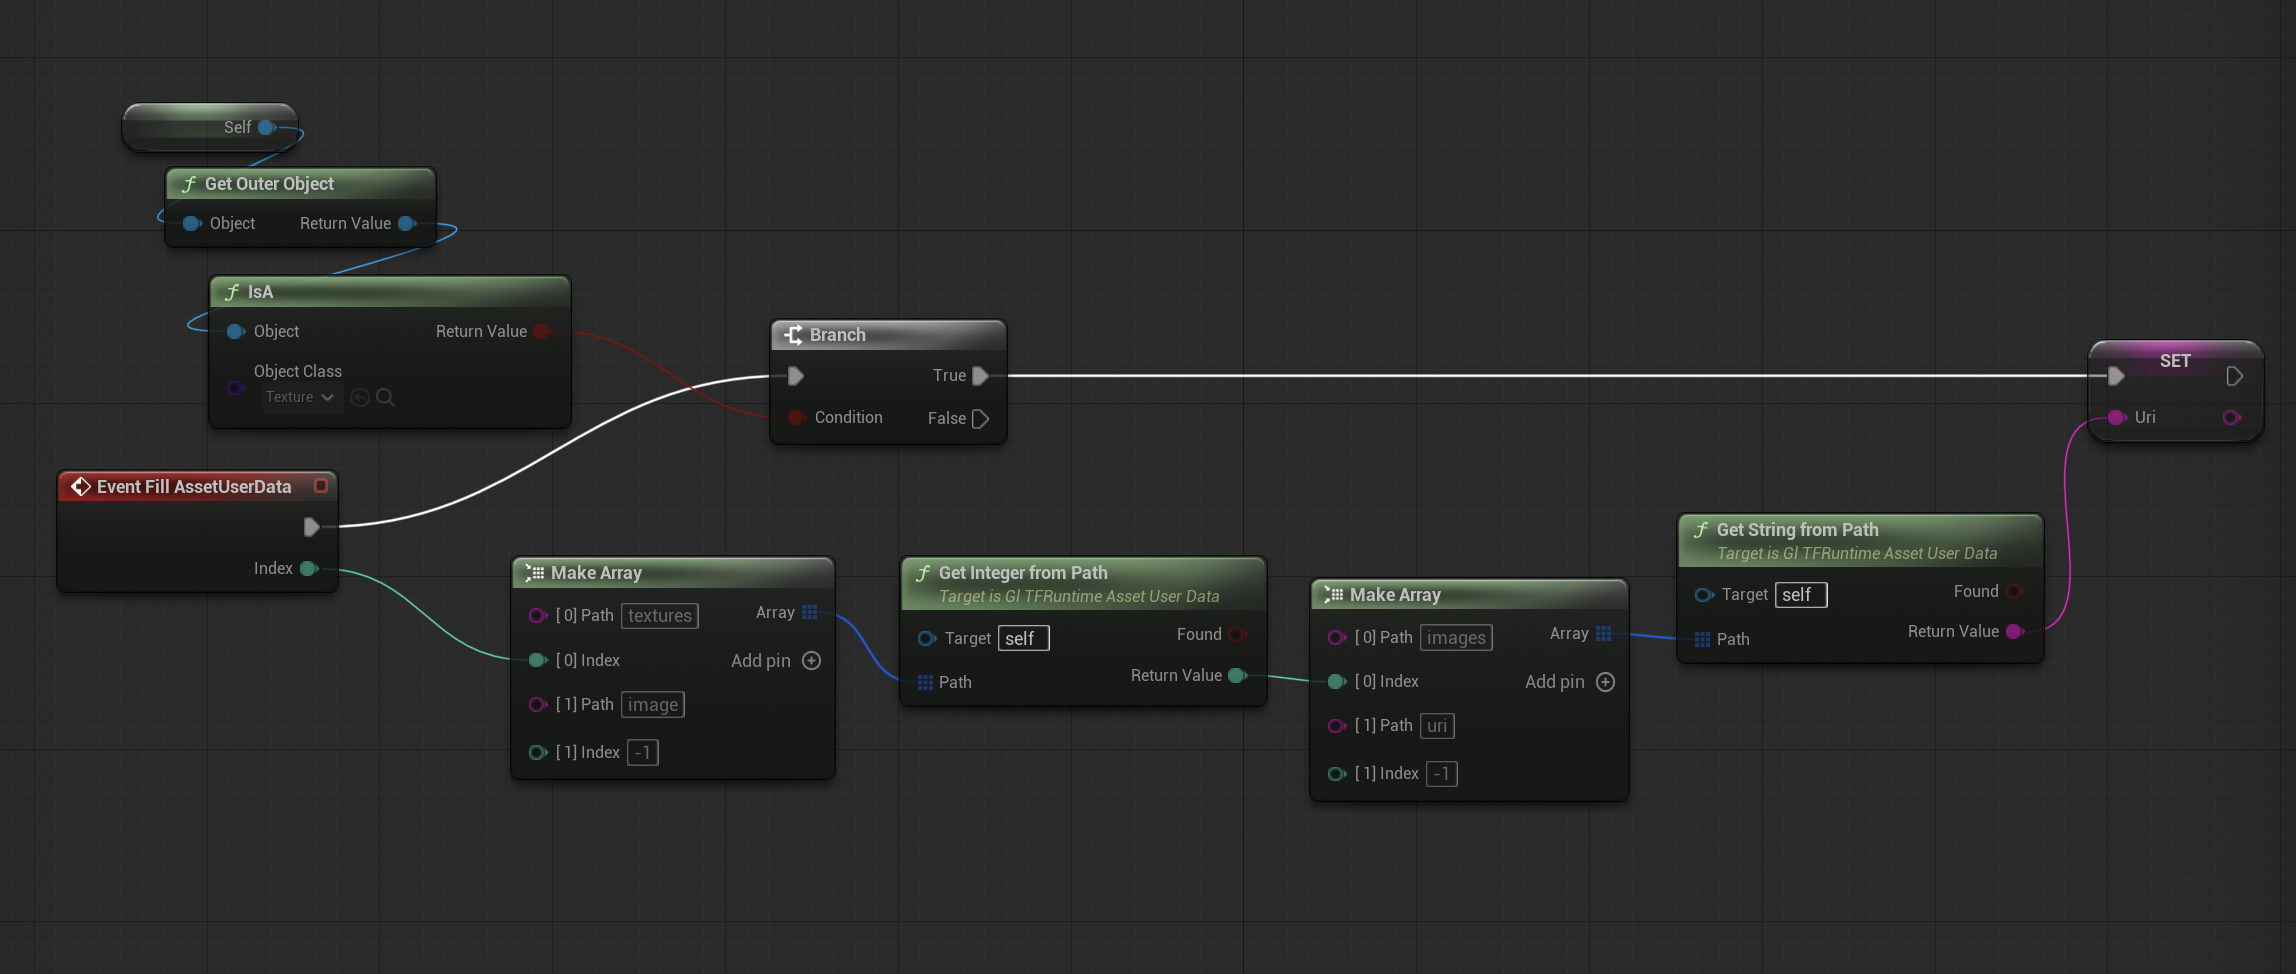 Self
Get Outer Object
Object Return Value
IsA
Object Return Value
Object Class
Texture
Branch
True
Condition False
SET
Uri
Event Fill AssetUserData
Index
Make Array
[ 0] Path textures Array
[ 0] Index Add pin
[ 1] Path image
[ 1] Index -1
Get Integer from Path
Target is Gl TFRuntime Asset User Data
Target self Found
Path Return Value
Make Array
[ 0] Path images Array
[ 0] Index Add pin
[ 1] Path uri
[ 1] Index -1
Get String from Path
Target is Gl TFRuntime Asset User Data
Target self Found
Path Return Value